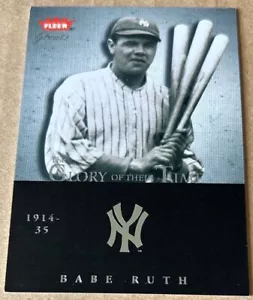 FLEER
Greats
GLORY OF THEIR TIME
1914-
35
NY
BABE RUTH